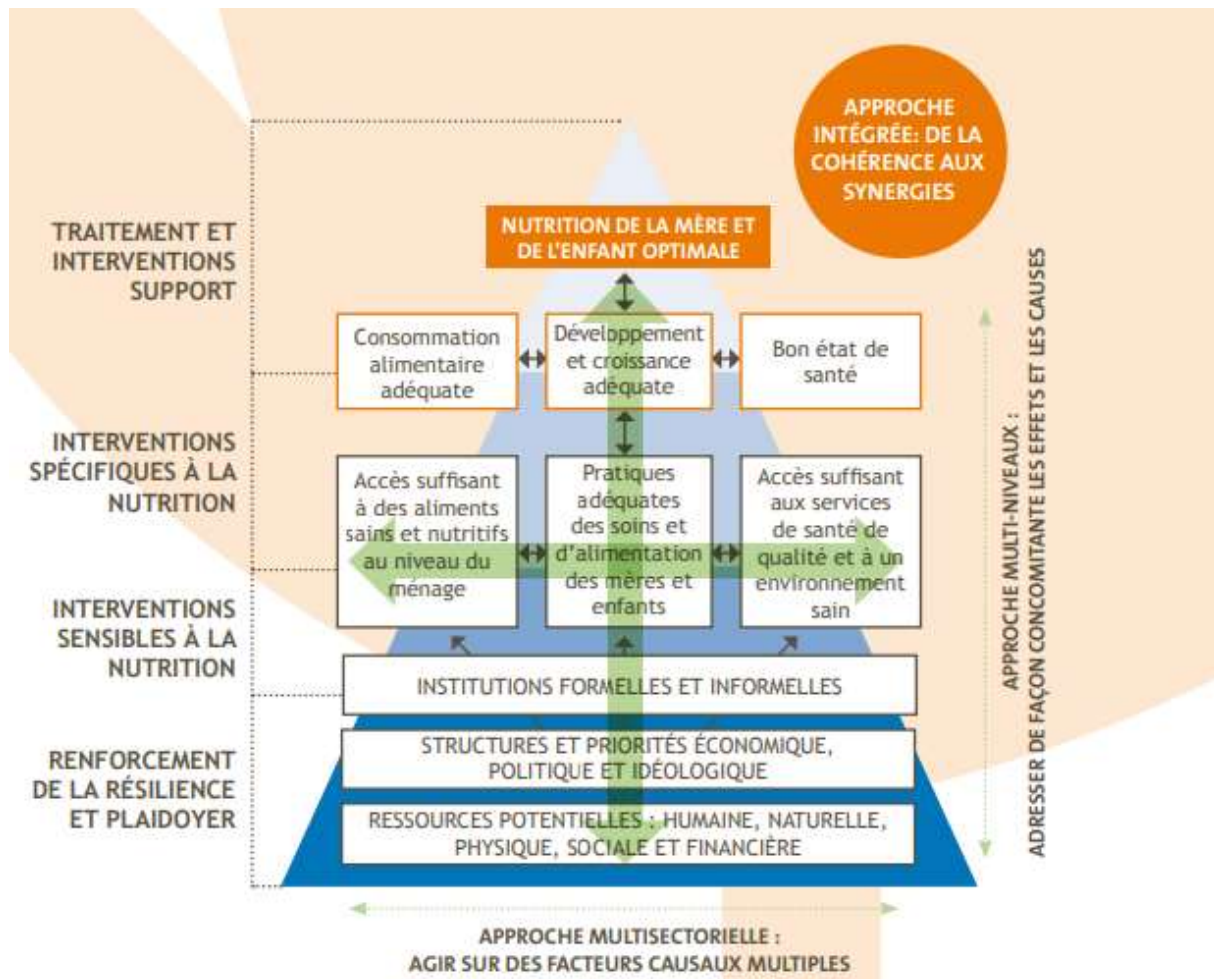 APPROCHE
INTÉGRÉE: DE LA
COHÉRENCE AUX
SYNERGIES
NUTRITION DE LA MÈRE ET
DE L'ENFANT OPTIMALE
TRAITEMENT ET
INTERVENTIONS
SUPPORT
Consommation
alimentaire
adéquate
Développement
et croissance
adéquate
Bon état de
santé
INTERVENTIONS
SPÉCIFIQUES À LA
NUTRITION
Accès suffisant
à des aliments
sains et nutritifs
au niveau du
ménage
Pratiques
adéquates
des soins et
d'alimentation
des mères et
enfants
Accès suffisant
aux services
de santé de
qualité et à un
environnement
sain
INTERVENTIONS
SENSIBLES À LA
NUTRITION
INSTITUTIONS FORMELLES ET INFORMELLES
RENFORCEMENT
DE LA RÉSILIENCE
ET PLAIDOYER
STRUCTURES ET PRIORITÉS ÉCONOMIQUE,
POLITIQUE ET IDÉOLOGIQUE
RESSOURCES POTENTIELLES : HUMAINE, NATURELLE,
PHYSIQUE, SOCIALE ET FINANCIÈRE
APPROCHE MULTI-NIVEAUX :
ADRESSER DE FAÇON CONCOMITANTE LES EFFETS ET LES CAUSES
APPROCHE MULTISECTORIELLE :
AGIR SUR DES FACTEURS CAUSAUX MULTIPLES